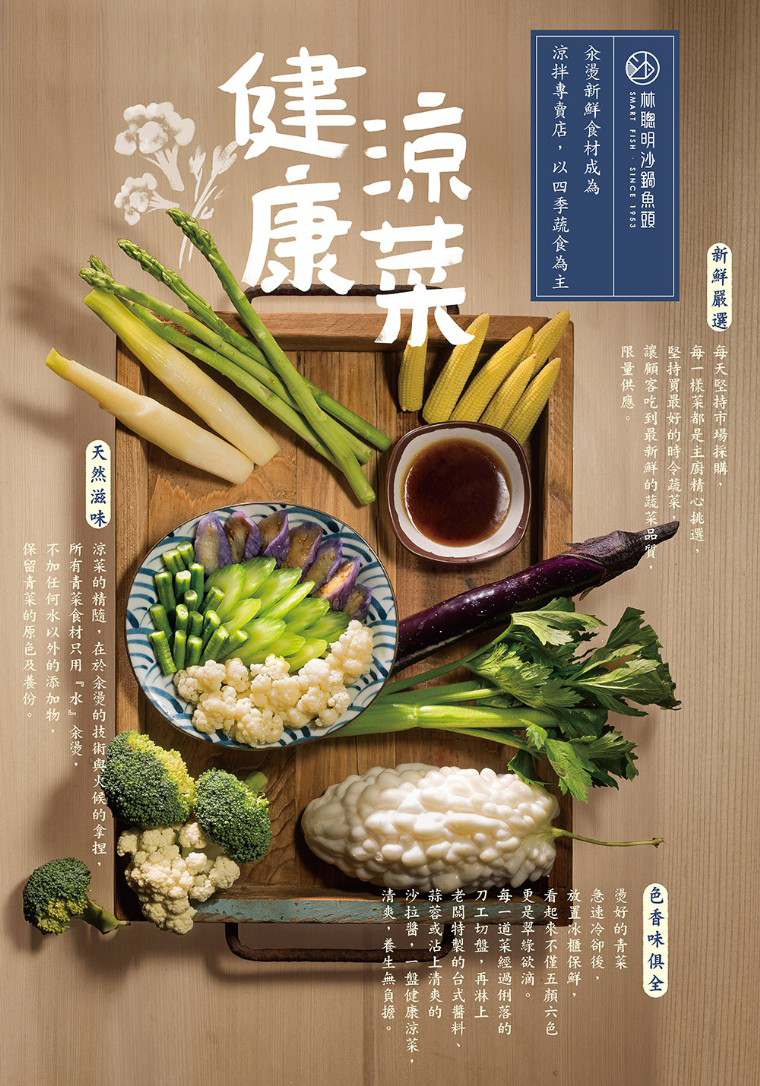 健康
涼菜
林聰明沙鍋魚頭
SMART FISH · SINCE 1953
汆燙新鮮食材成為
涼拌專賣店，以四季蔬食為主
新鮮嚴選
每天堅持市場採購，
每一樣菜都是主廚精心挑選，
堅持買最好的時令蔬菜，
讓顧客吃到最新鮮的蔬菜品質，
限量供應。
天然滋味
涼菜的精隨，在於汆燙的技術與火候的拿捏，
所有青菜食材只用『水』汆燙，
不加任何水以外的添加物，
保留青菜的原色及養份。
色香味俱全
燙好的青菜
急速冷卻後，
放置冰櫃保鮮，
看起來不僅五顏六色
更是翠綠欲滴。
每一道菜經過俐落的
刀工切盤，再淋上
老闆特製的台式醬料、
蒜蓉或沾上清爽的
沙拉醬，一盤健康涼菜，
清爽，養生無負擔。